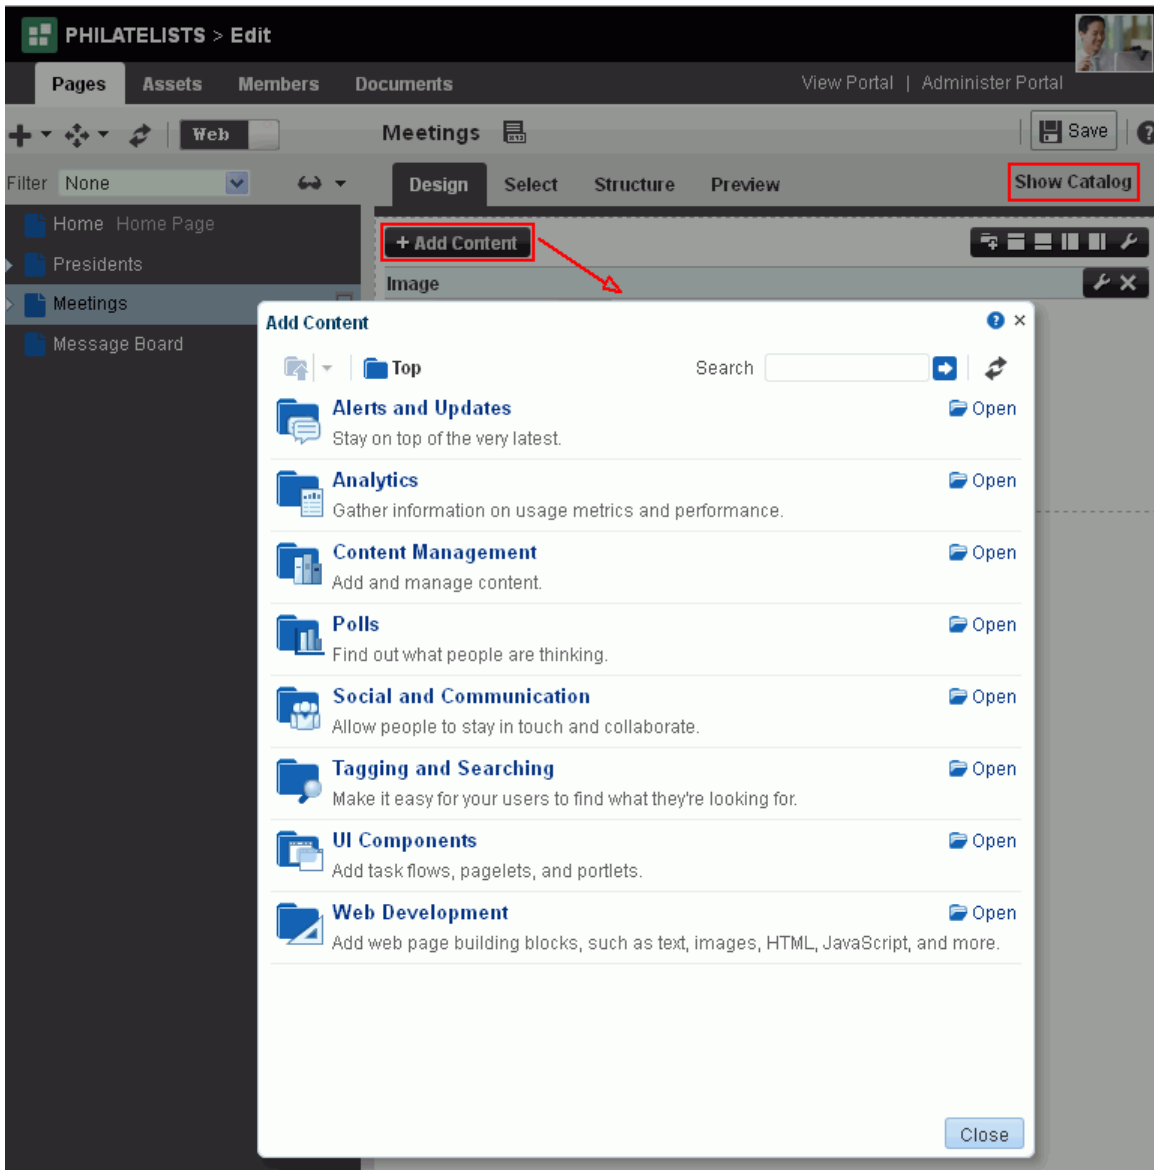 PHILATELISTS > Edit
Pages Assets Members Documents View Portal | Administer Portal
Web Meetings Save
Filter None Design Select Structure Preview Show Catalog
Home Home Page
+ Add Content
Presidents
Image
Meetings
Message Board
Add Content
Top Search
Alerts and Updates Open
Stay on top of the very latest.
Analytics Open
Gather information on usage metrics and performance.
Content Management Open
Add and manage content.
Polls Open
Find out what people are thinking.
Social and Communication Open
Allow people to stay in touch and collaborate.
Tagging and Searching Open
Make it easy for your users to find what they're looking for.
UI Components Open
Add task flows, pagelets, and portlets.
Web Development Open
Add web page building blocks, such as text, images, HTML, JavaScript, and more.
Close